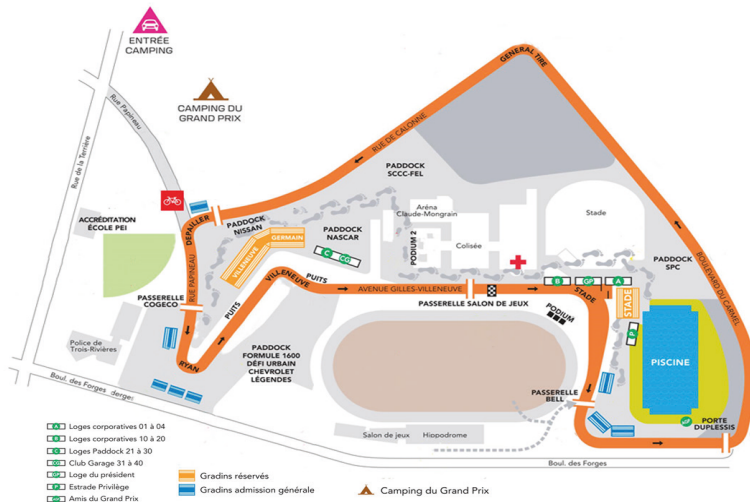 ENTRÉE
CAMPING
CAMPING DU
GRAND PRIX
Rue Papineau
Rue de la Terrière
GENERAL TIRE
RUE DE CALONNE
PADDOCK
SCCC-FEL
ACCRÉDITATION
ÉCOLE PEI
DEPAILLER
PADDOCK
NISSAN
VILLENEUVE
GERMAIN
PADDOCK
NASCAR
C
CG
PODIUM 2
Aréna
Claude-Mongrain
Colisée
Stade
PADDOCK
SPC
BOULEVARD DU CARMEL
RUE PAPINEAU
PASSERELLE
COGECO
PUITS
VILLENEUVE
PUITS
AVENUE GILLES-VILLENEUVE
PASSERELLE SALON DE JEUX
B
A
STADE
STADE
PODIUM
P
PISCINE
Police de
Trois-Rivières
RYAN
PADDOCK
FORMULE 1600
DÉFI URBAIN
CHEVROLET
LÉGENDES
PASSERELLE
BELL
PORTE
DUPLESSIS
Boul. des Forges
derge:
Salon de jeux
Hiopodrome
Boul. des Forges
A Loges corporatives 01 à 04
B Loges corporatives 10 à 20
C Loges Paddock 21 à 30
CG Club Garage 31 à 40
Loge du président
P Estrade Privilège
Amis du Grand Prix
Gradins réservés
Gradins admission générale
Camping du Grand Prix